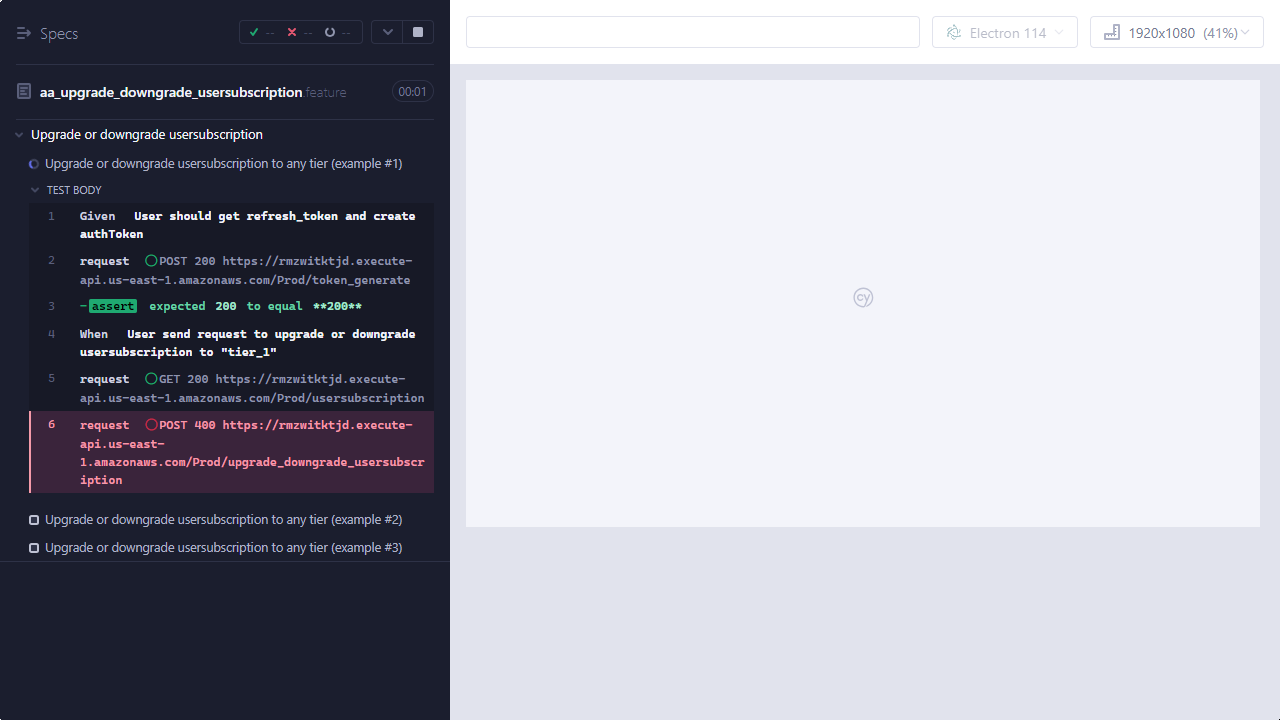 Specs
-- -- --
aa_upgrade_downgrade_usersubscription.feature 00:01
Upgrade or downgrade usersubscription
Upgrade or downgrade usersubscription to any tier (example #1)
TEST BODY
1 Given User should get refresh_token and create
authToken
2 request POST 200 https://rmzwitktjd.execute-
api.us-east-1.amazonaws.com/Prod/token_generate
3 -assert expected 200 to equal **200**
4 When User send request to upgrade or downgrade
usersubscription to "tier_1"
5 request GET 200 https://rmzwitktjd.execute-
api.us-east-1.amazonaws.com/Prod/usersubscription
6 request POST 400 https://rmzwitktjd.execute-
api.us-east-
1.amazonaws.com/Prod/upgrade_downgrade_usersubscr
iption
Upgrade or downgrade usersubscription to any tier (example #2)
Upgrade or downgrade usersubscription to any tier (example #3)
Electron 114
1920x1080 (41%)
cy